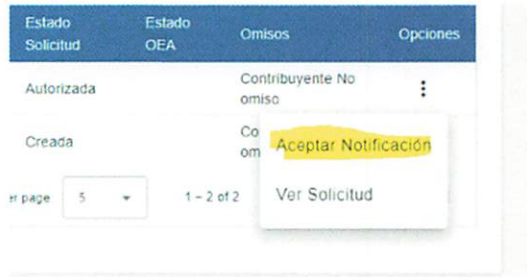 Estado Solicitud Estado OEA Omisos Opciones
Autorizada Contribuyente No omiso
Creada Co om
Aceptar Notificación
er page 5 1 – 2 of 2
Ver Solicitud